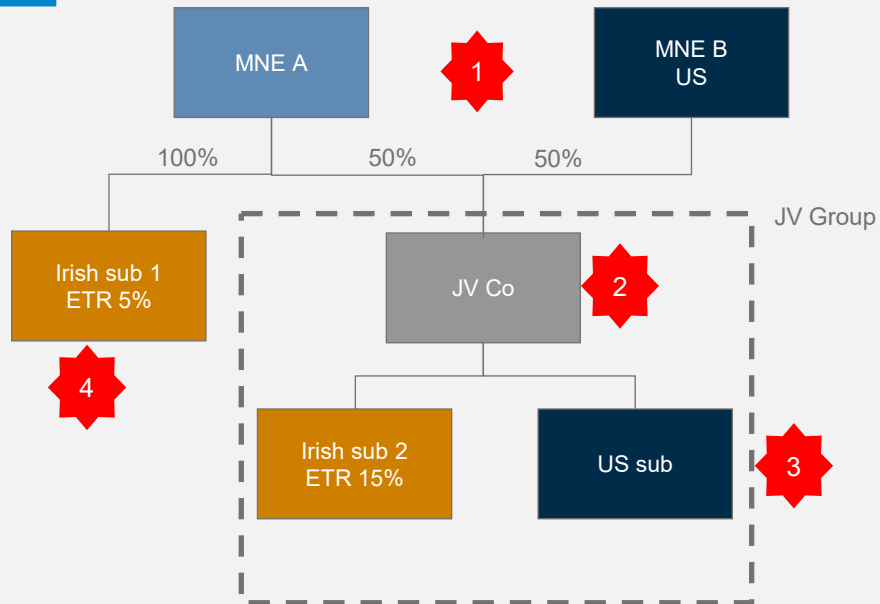 MNE A
1
MNE B
US
100%
50%
50%
JV Group
Irish sub 1
ETR 5%
JV Co
2
4
Irish sub 2
ETR 15%
US sub
3